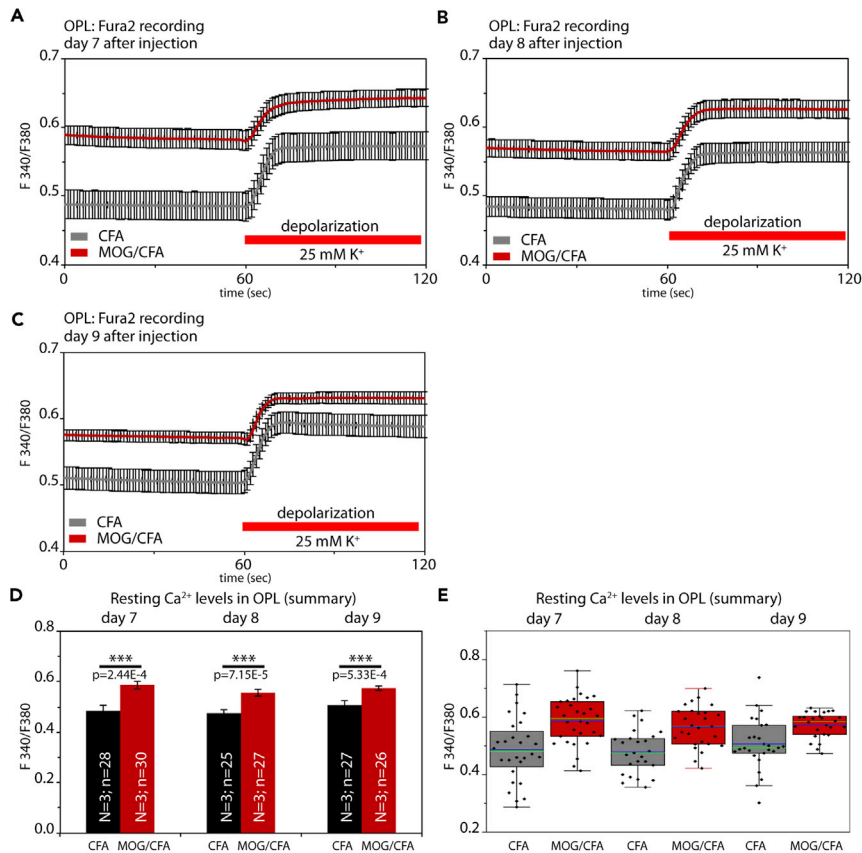 A
OPL: Fura2 recording
day 7 after injection
0.7
0.6
0.5
0.4
F 340/F380
CFA
MOG/CFA
depolarization
25 mM K⁺
0
60
120
time (sec)
B
OPL: Fura2 recording
day 8 after injection
0.7
0.6
0.5
0.4
F 340/F380
CFA
MOG/CFA
depolarization
25 mM K⁺
0
60
120
time (sec)
C
OPL: Fura2 recording
day 9 after injection
0.7
0.6
0.5
0.4
F 340/F380
CFA
MOG/CFA
depolarization
25 mM K⁺
0
60
120
time (sec)
D
Resting Ca²⁺ levels in OPL (summary)
day 7
day 8
day 9
0.8
0.6
0.4
0.2
0.0
F 340/F380
***
p=2.44E-4
***
p=7.15E-5
***
p=5.33E-4
N=3; n=28
N=3; n=30
N=3; n=25
N=3; n=27
N=3; n=27
N=3; n=26
CFA
MOG/CFA
CFA
MOG/CFA
CFA
MOG/CFA
E
Resting Ca²⁺ levels in OPL (summary)
day 7
day 8
day 9
0.8
0.6
0.4
0.2
F 340/F380
CFA
MOG/CFA
CFA
MOG/CFA
CFA
MOG/CFA